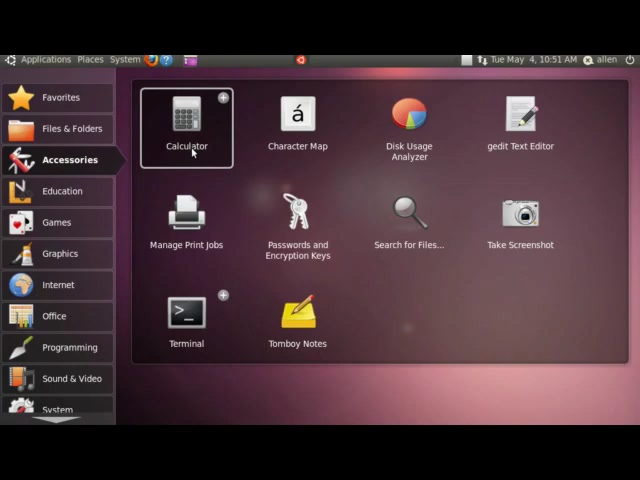 Applications Places System
Tue May 4, 10:51 AM allen
Favorites
Files & Folders
Accessories
Education
Games
Graphics
Internet
Office
Programming
Sound & Video
System
Calculator
Character Map
Disk Usage
Analyzer
gedit Text Editor
Manage Print Jobs
Passwords and
Encryption Keys
Search for Files...
Take Screenshot
Terminal
Tomboy Notes
á
>_